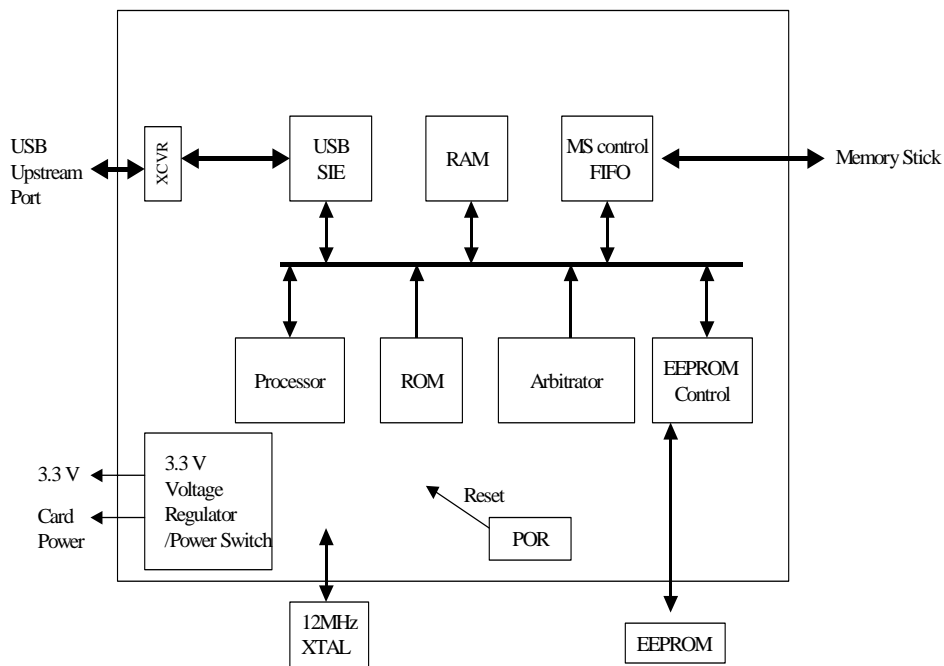 USB
Upstream
Port
XCVR
USB
SIE
RAM
MS control
FIFO
Memory Stick
Processor
ROM
Arbitrator
EEPROM
Control
3.3 V
Card
Power
3.3 V
Voltage
Regulator
/Power Switch
Reset
POR
12MHz
XTAL
EEPROM